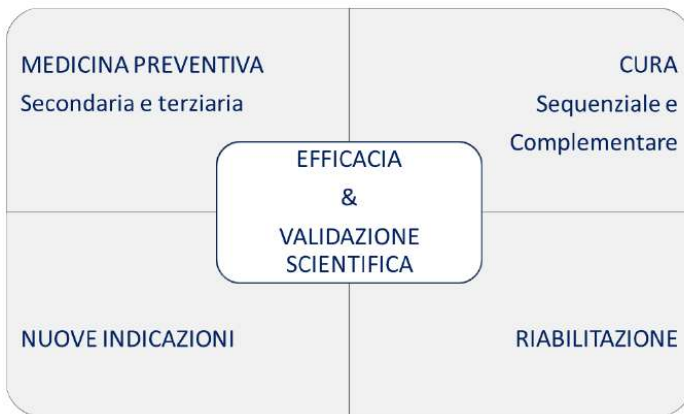 MEDICINA PREVENTIVA
Secondaria e terziaria
CURA
Sequenziale e
Complementare
EFFICACIA
&
VALIDAZIONE
SCIENTIFICA
NUOVE INDICAZIONI
RIABILITAZIONE